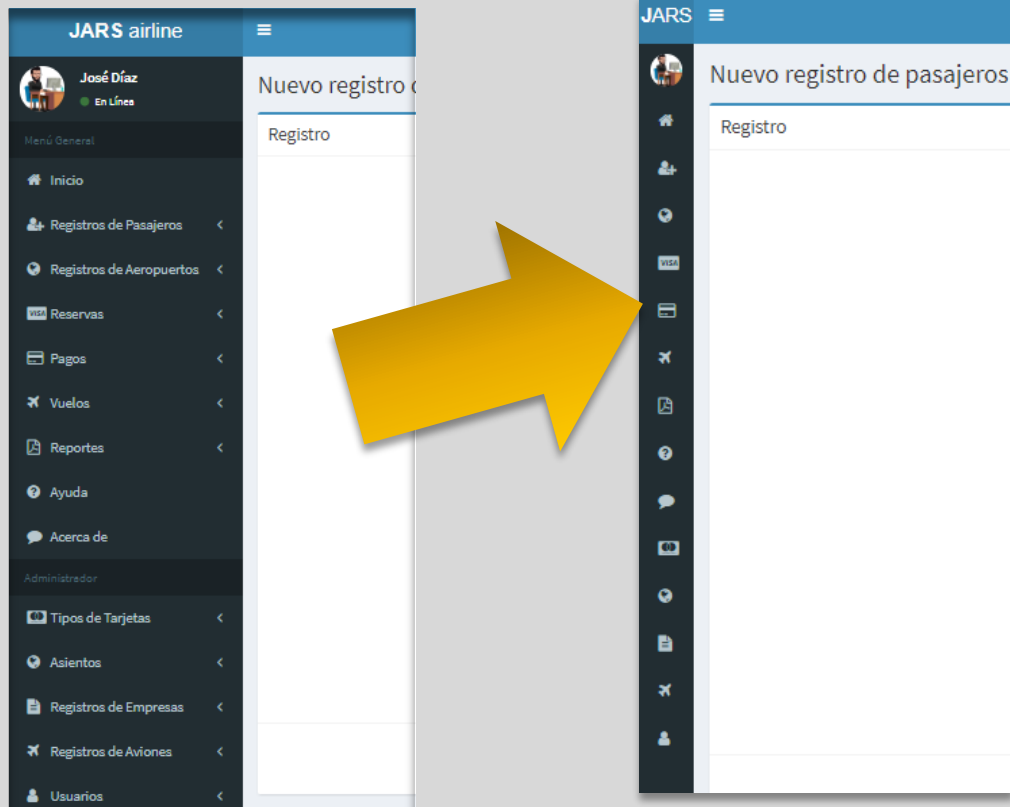 JARS airline
José Díaz
En Línea
Menú General
Inicio
Registros de Pasajeros
Registros de Aeropuertos
VISA Reservas
Pagos
Vuelos
Reportes
Ayuda
Acerca de
Administrador
Tipos de Tarjetas
Asientos
Registros de Empresas
Registros de Aviones
Usuarios
Nuevo registro
Registro
JARS
Nuevo registro de pasajeros
Registro
VISA